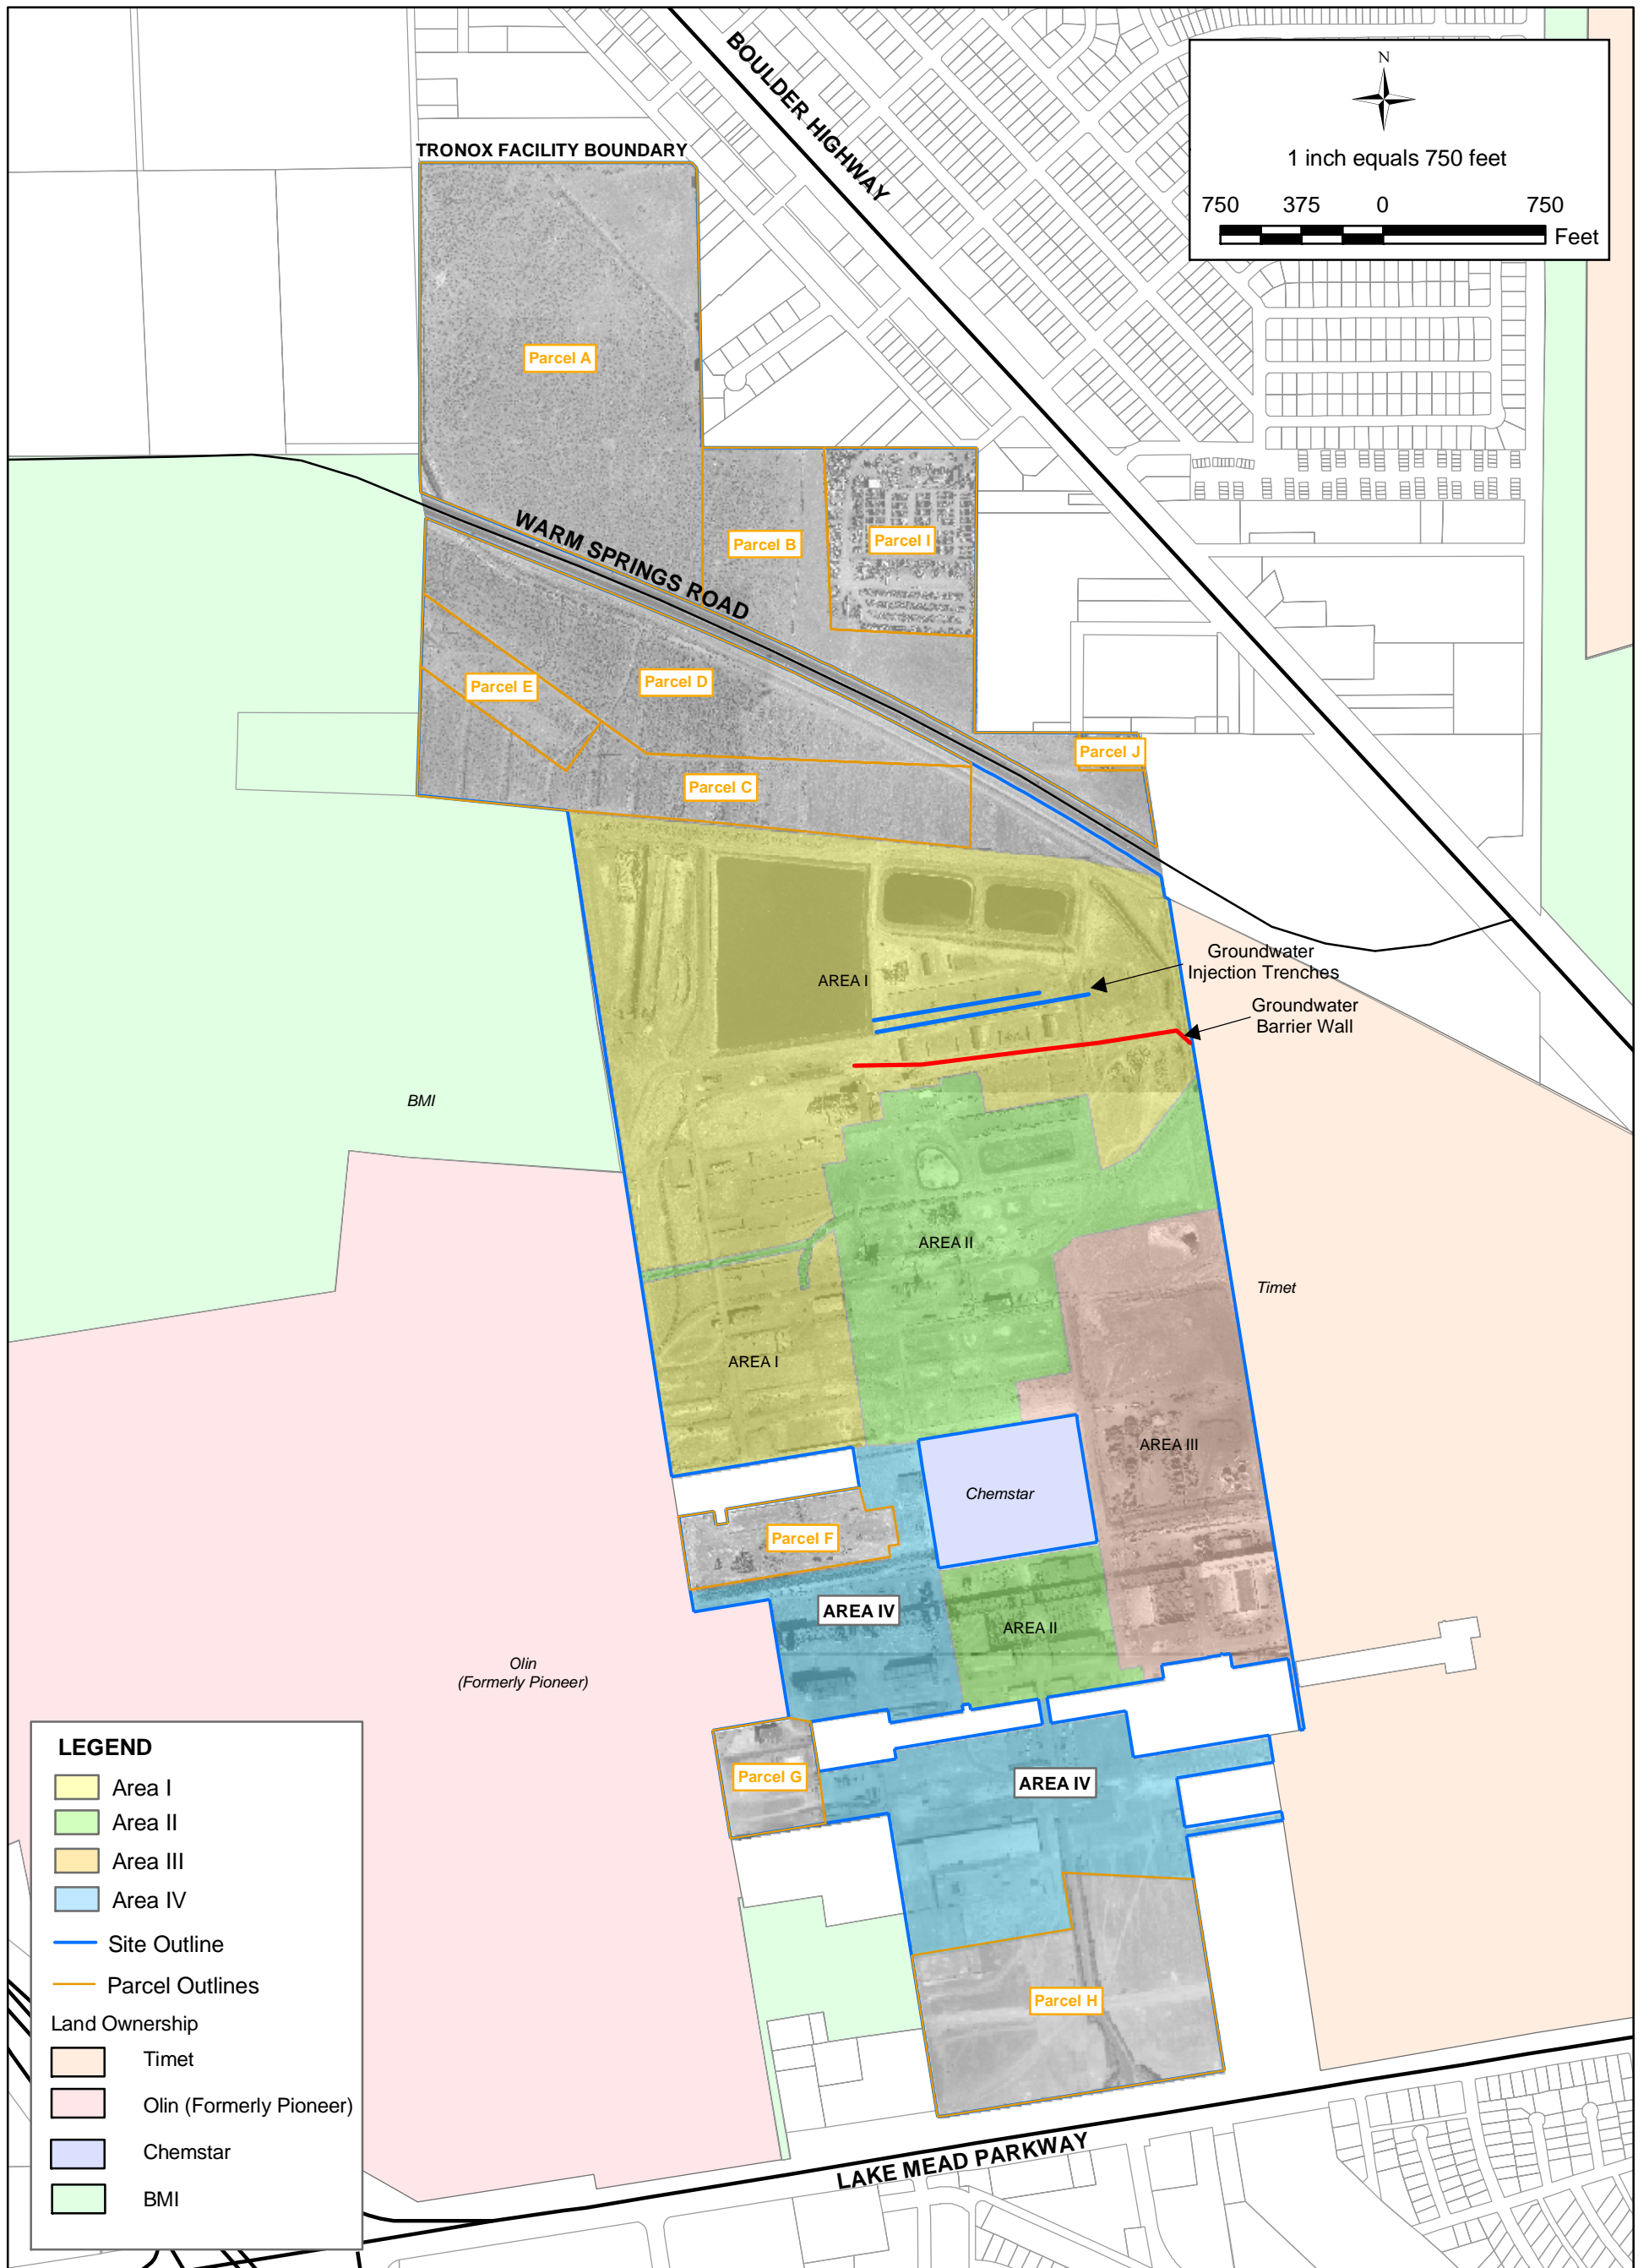 BOULDER HIGHWAY
N
1 inch equals 750 feet
750 375 0 750
Feet
TRONOX FACILITY BOUNDARY
Parcel A
WARM SPRINGS ROAD
Parcel B
Parcel I
Parcel E
Parcel D
Parcel J
Parcel C
AREA I
Groundwater
Injection Trenches
Groundwater
Barrier Wall
BMI
AREA II
Timet
AREA I
AREA III
Chemstar
Parcel F
AREA IV
AREA II
Olin
(Formerly Pioneer)
Parcel G
AREA IV
Parcel H
LAKE MEAD PARKWAY
LEGEND
Area I
Area II
Area III
Area IV
Site Outline
Parcel Outlines
Land Ownership
Timet
Olin (Formerly Pioneer)
Chemstar
BMI